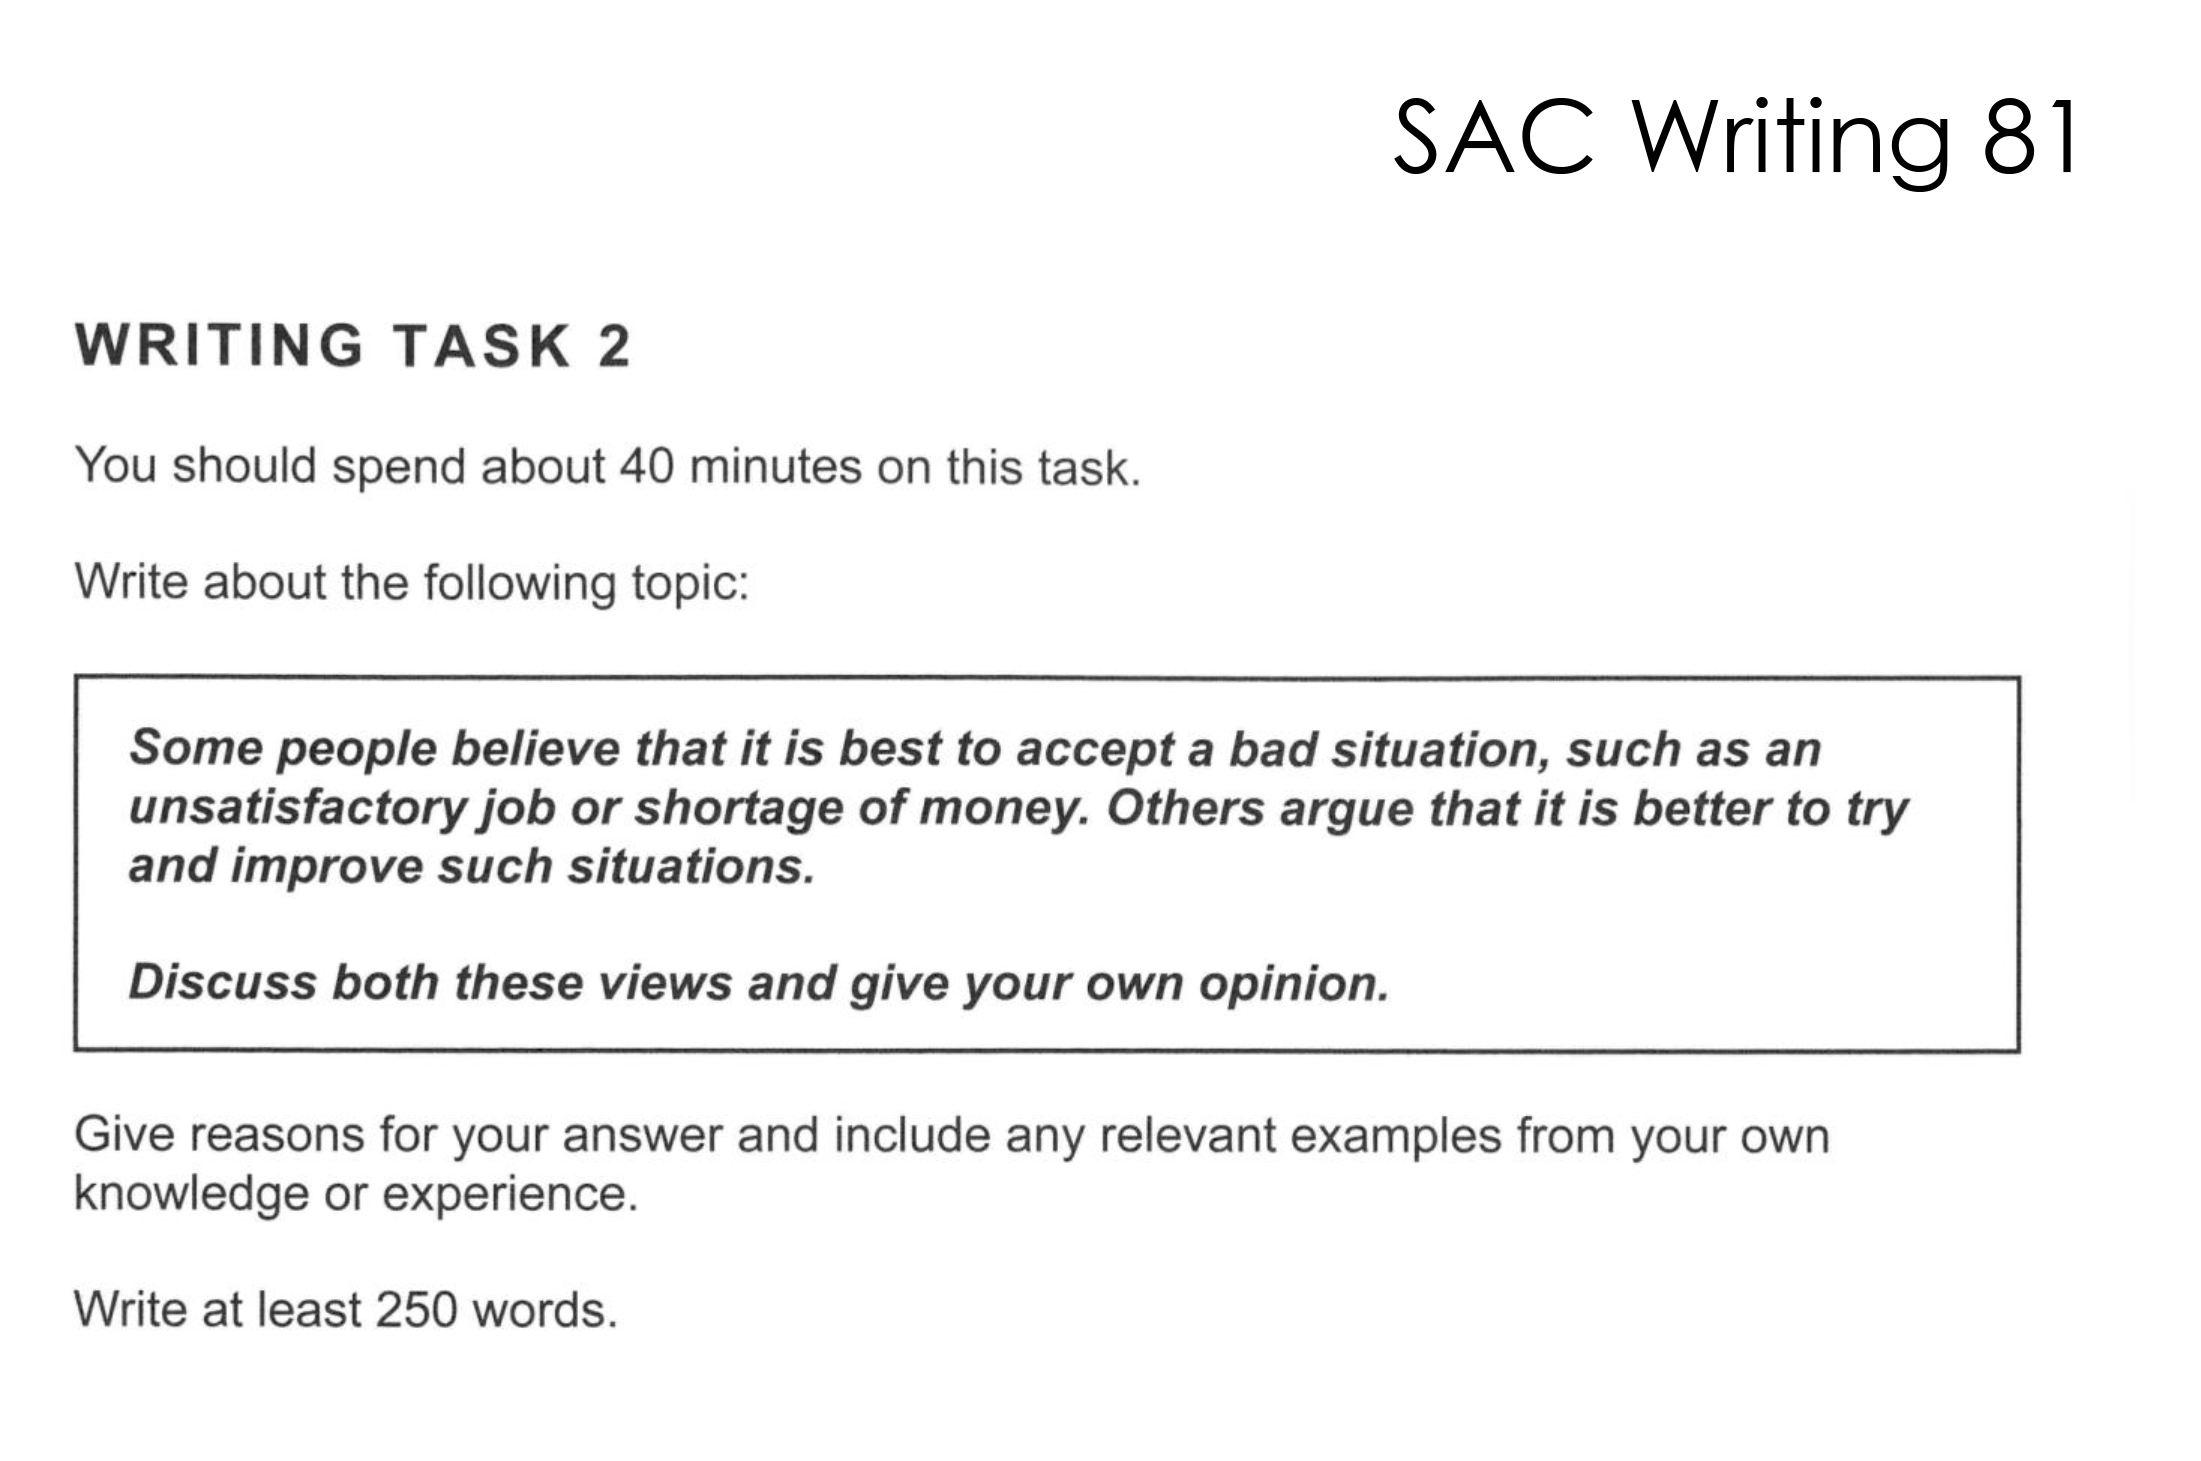 SAC Writing 81
WRITING TASK 2
You should spend about 40 minutes on this task.
Write about the following topic:
Some people believe that it is best to accept a bad situation, such as an
unsatisfactory job or shortage of money. Others argue that it is better to try
and improve such situations.
Discuss both these views and give your own opinion.
Give reasons for your answer and include any relevant examples from your own
knowledge or experience.
Write at least 250 words.